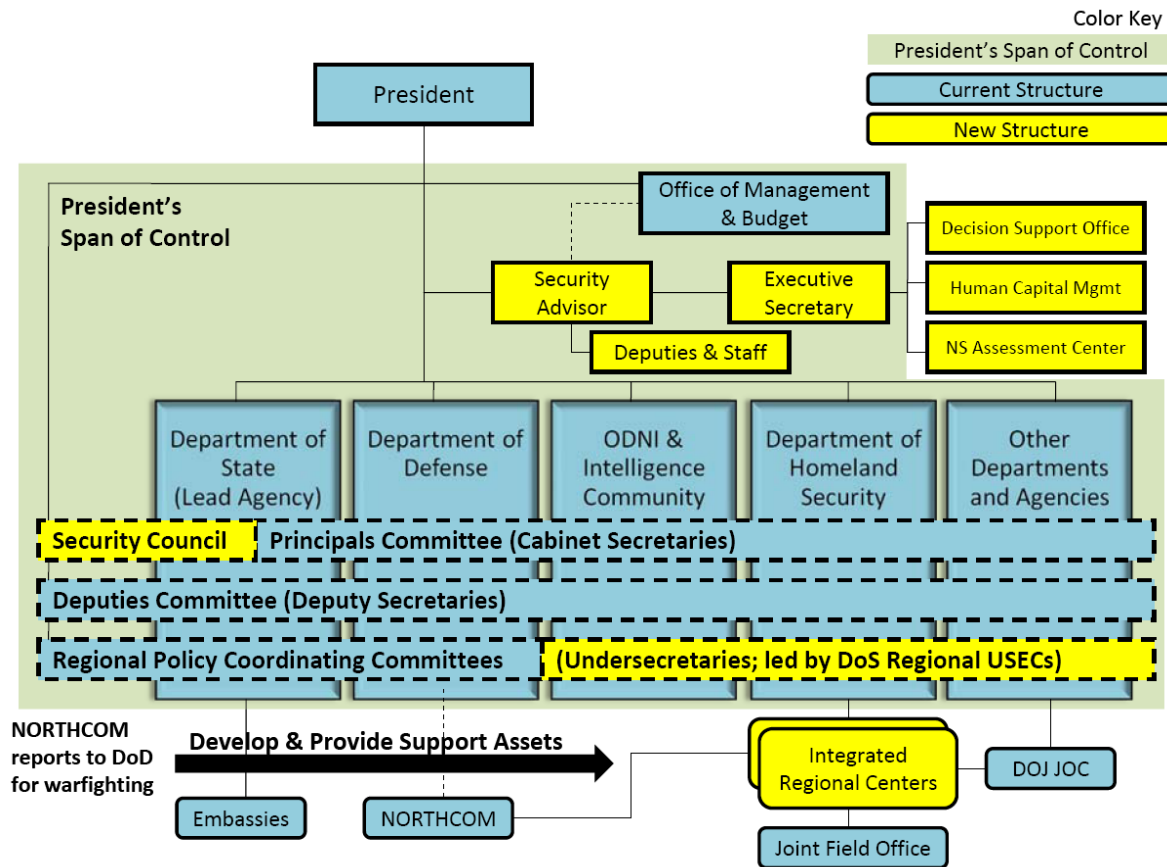 Color Key
President’s Span of Control
Current Structure
New Structure
President
President’s
Span of Control
Office of Management
& Budget
Decision Support Office
Human Capital Mgmt
NS Assessment Center
Security
Advisor
Executive
Secretary
Deputies & Staff
Department of
State
(Lead Agency)
Department of
Defense
ODNI &
Intelligence
Community
Department of
Homeland
Security
Other
Departments
and Agencies
Security Council
Principals Committee (Cabinet Secretaries)
Deputies Committee (Deputy Secretaries)
Regional Policy Coordinating Committees
(Undersecretaries; led by DoS Regional USECs)
NORTHCOM
reports to DoD
for warfighting
Develop & Provide Support Assets
Embassies
NORTHCOM
Integrated
Regional Centers
DOJ JOC
Joint Field Office